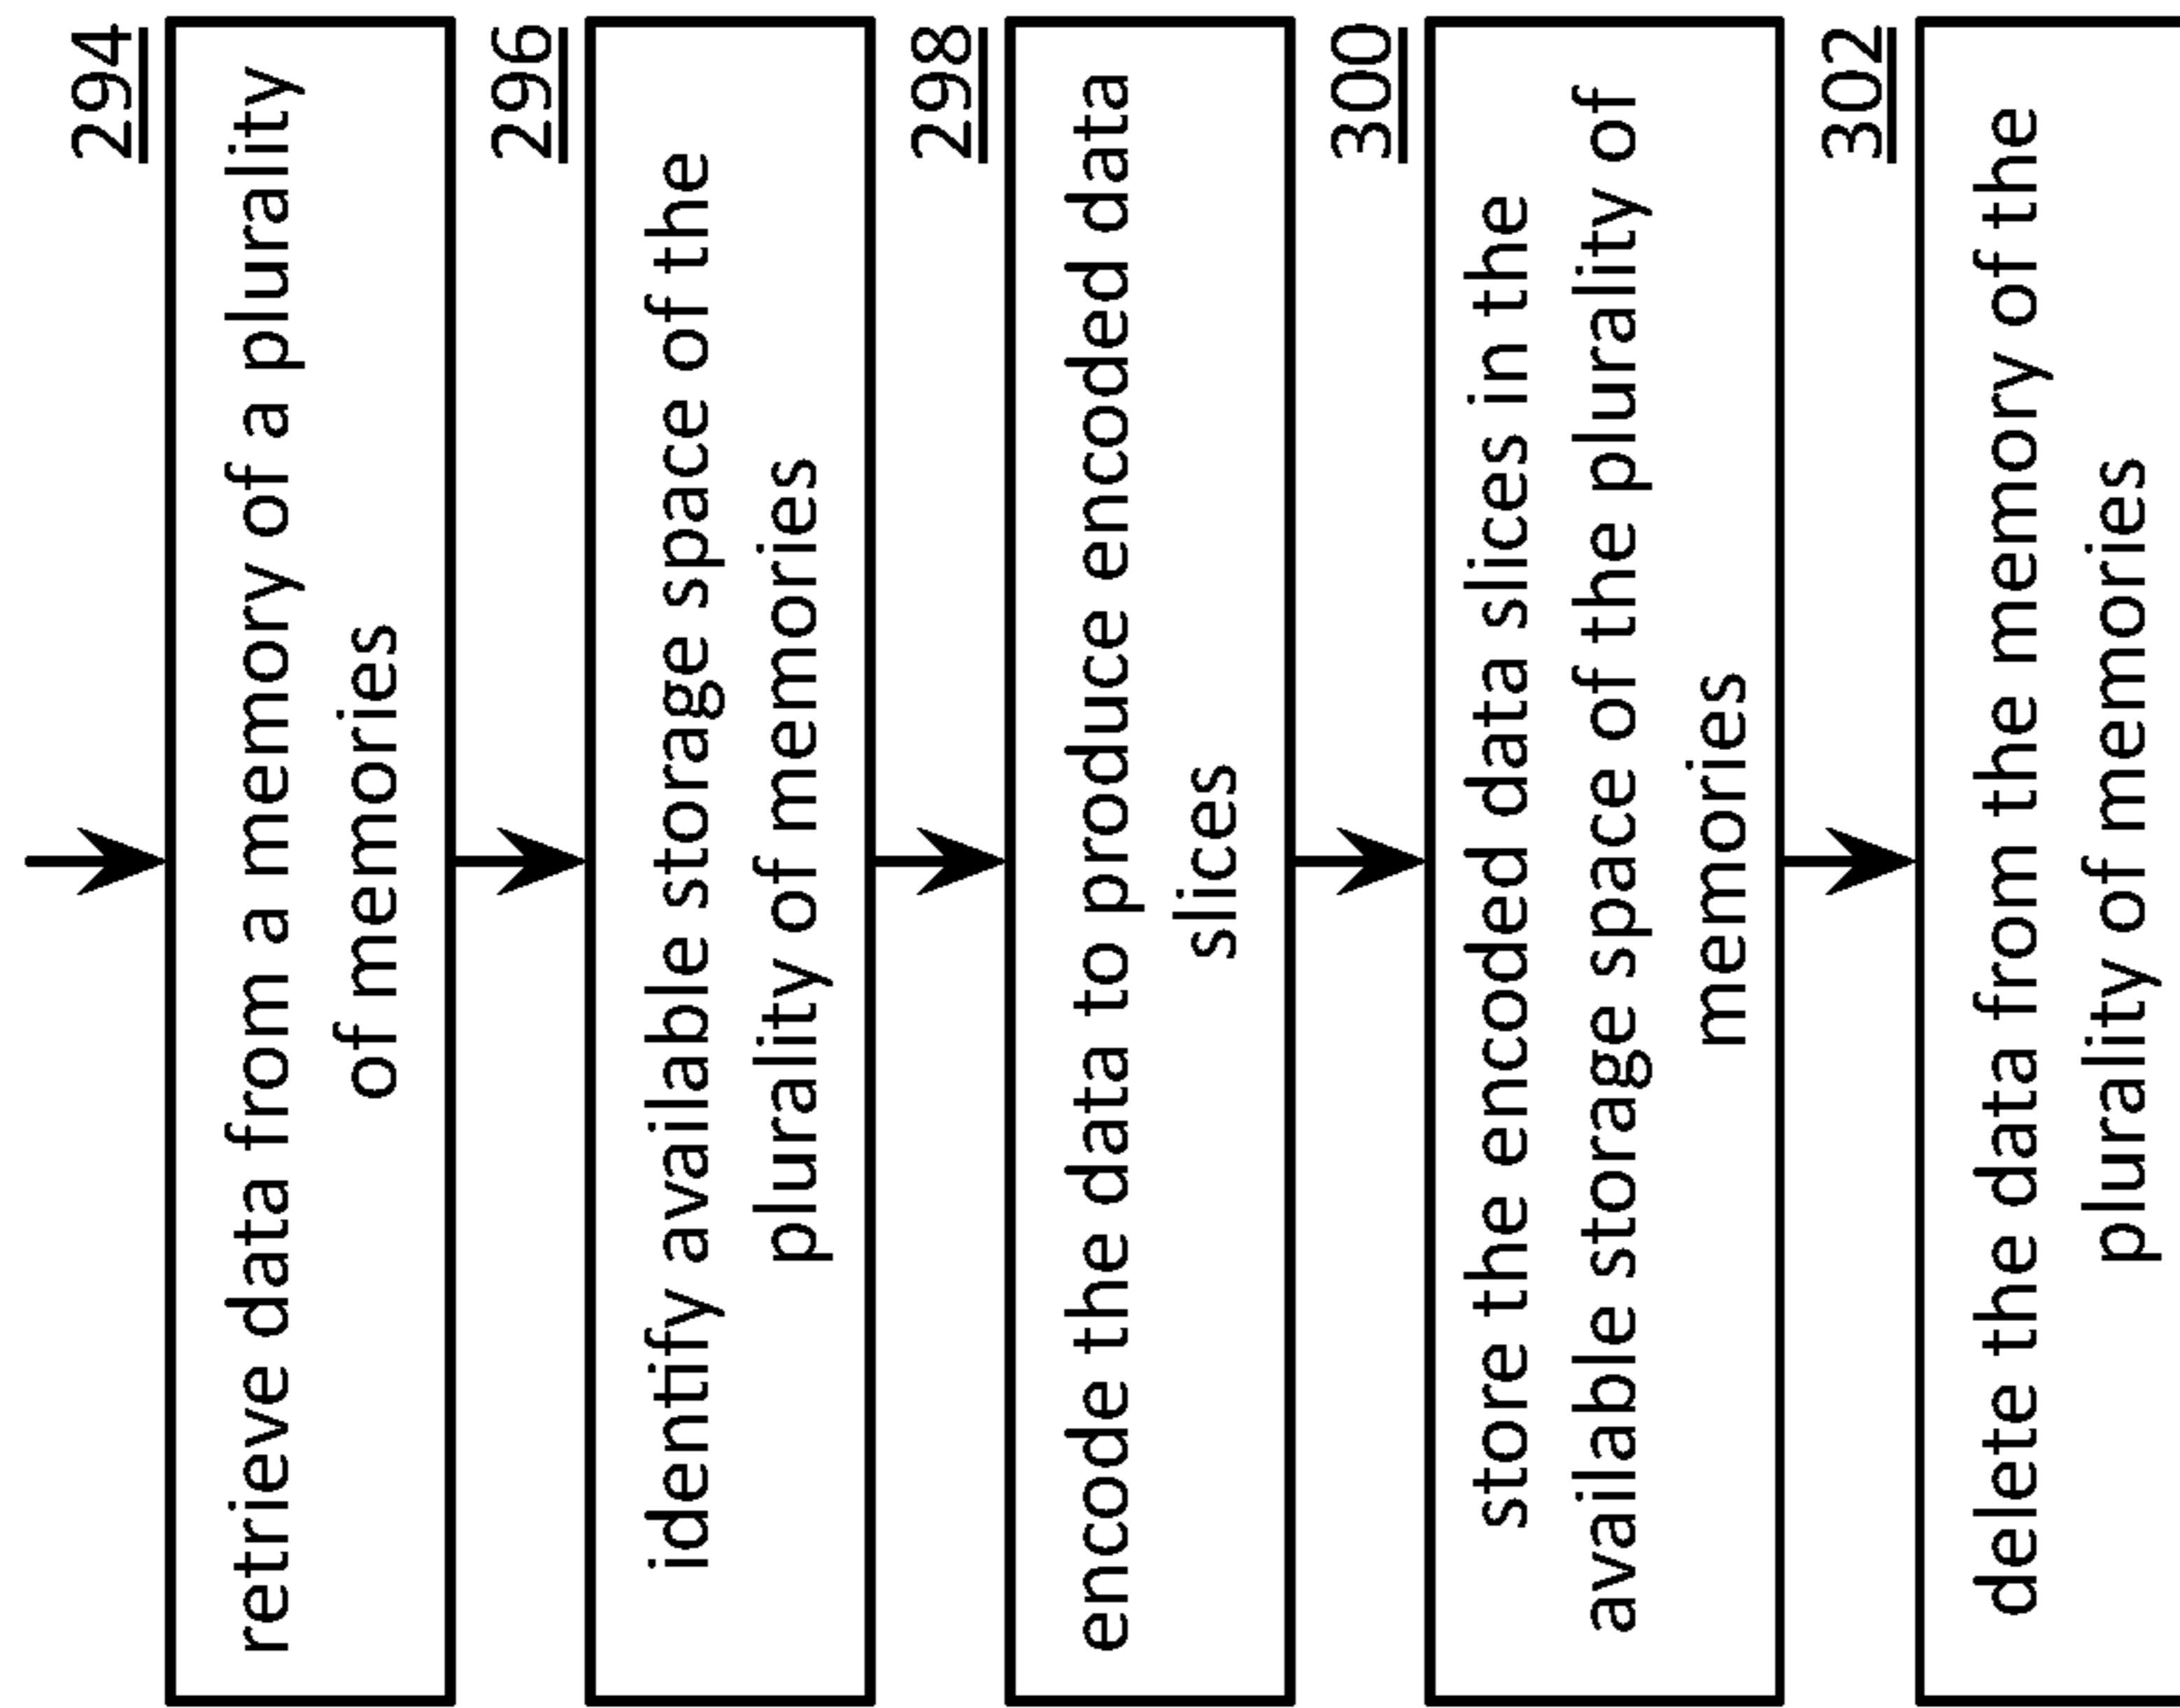 294
retrieve data from a memory of a plurality
of memories
296
identify available storage space of the
plurality of memories
298
encode the data to produce encoded data
slices
300
store the encoded data slices in the
available storage space of the plurality of
memories
302
delete the data from the memory of the
plurality of memories